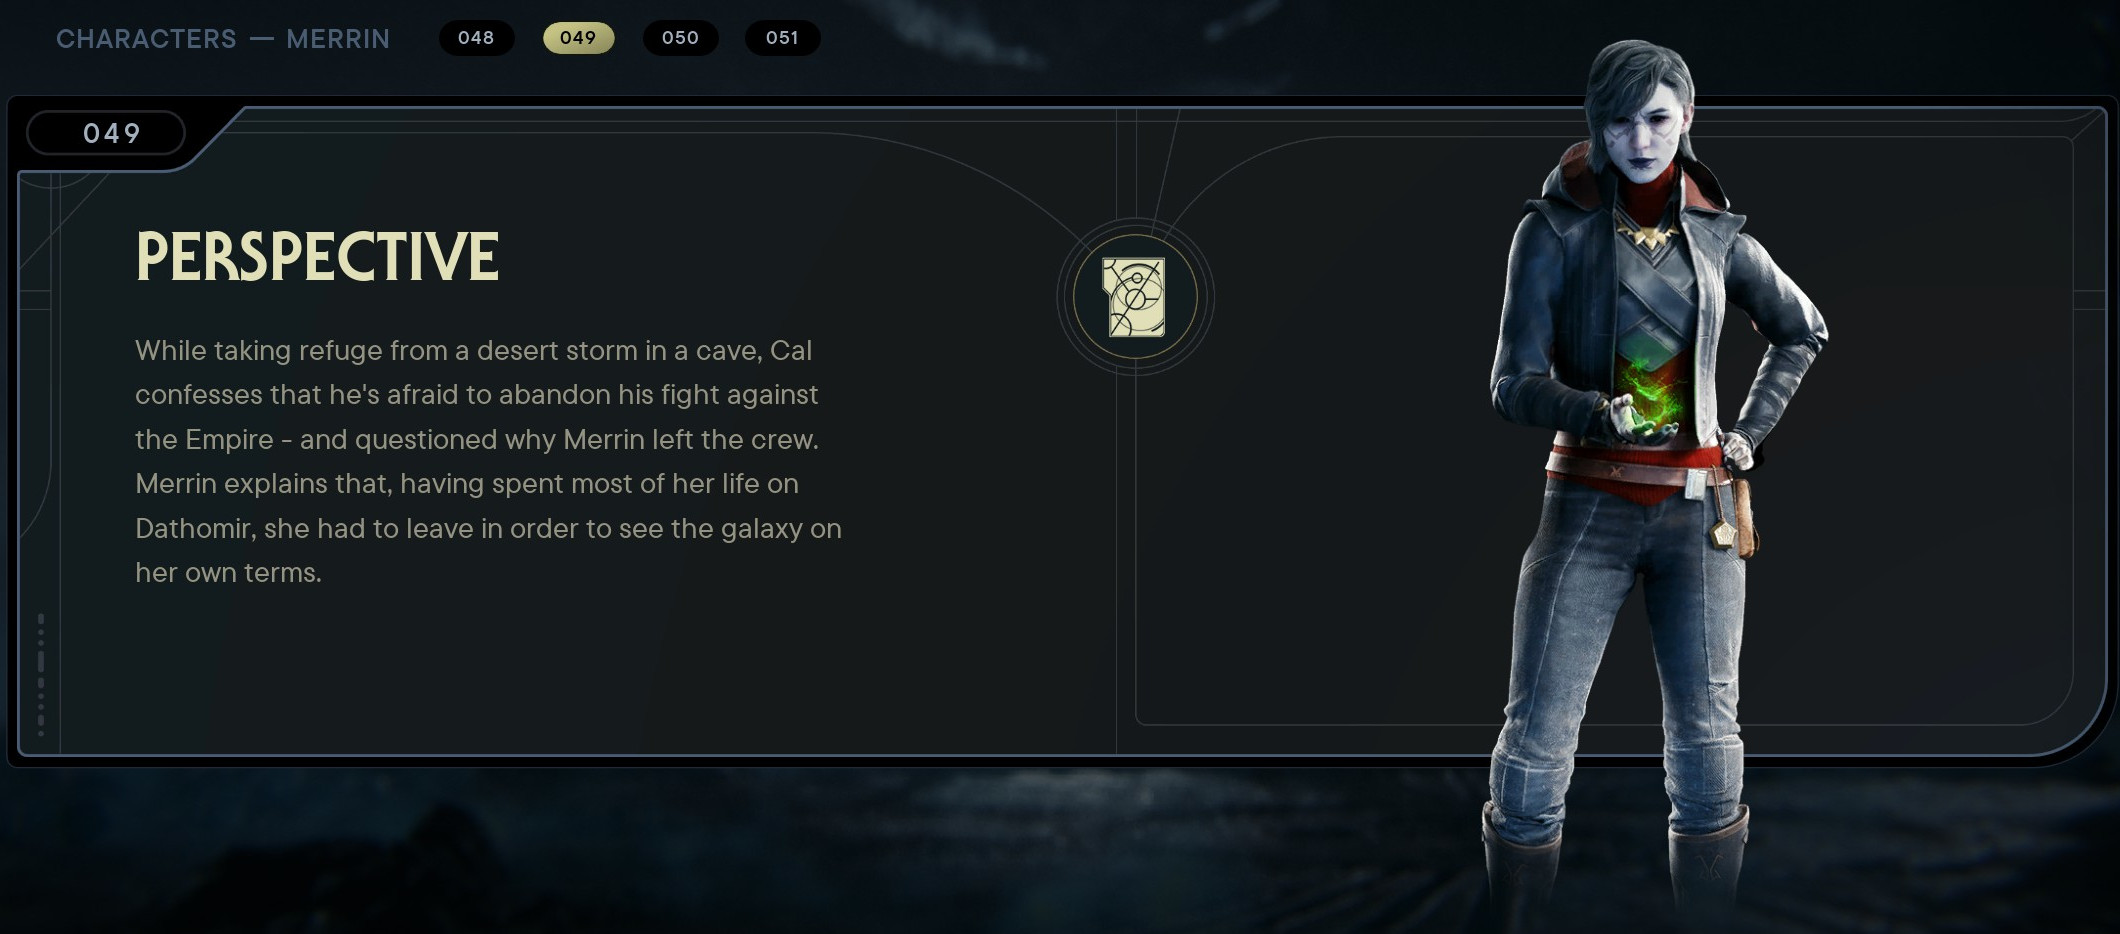 CHARACTERS — MERRIN
048
049
050
051
049
PERSPECTIVE
While taking refuge from a desert storm in a cave, Cal
confesses that he's afraid to abandon his fight against
the Empire - and questioned why Merrin left the crew.
Merrin explains that, having spent most of her life on
Dathomir, she had to leave in order to see the galaxy on
her own terms.